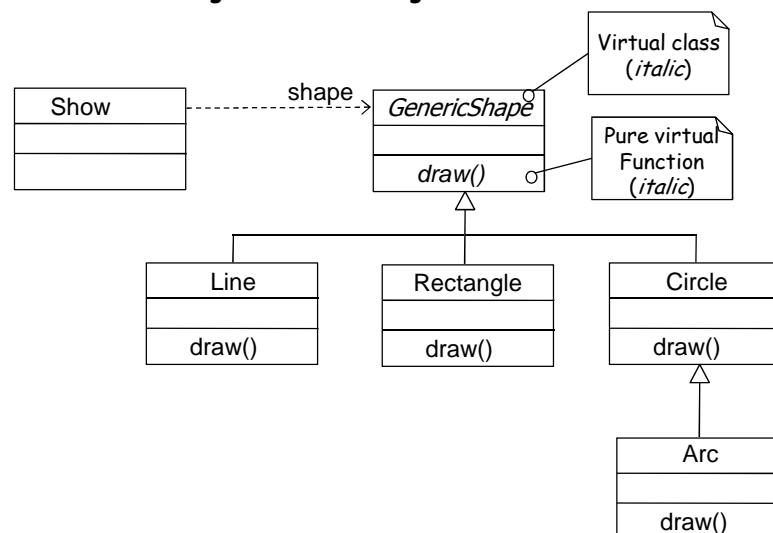 Virtual class
(italic)
Show
shape
GenericShape
Pure virtual
Function
(italic)
draw()
Line
Rectangle
Circle
draw()
draw()
draw()
Arc
draw()